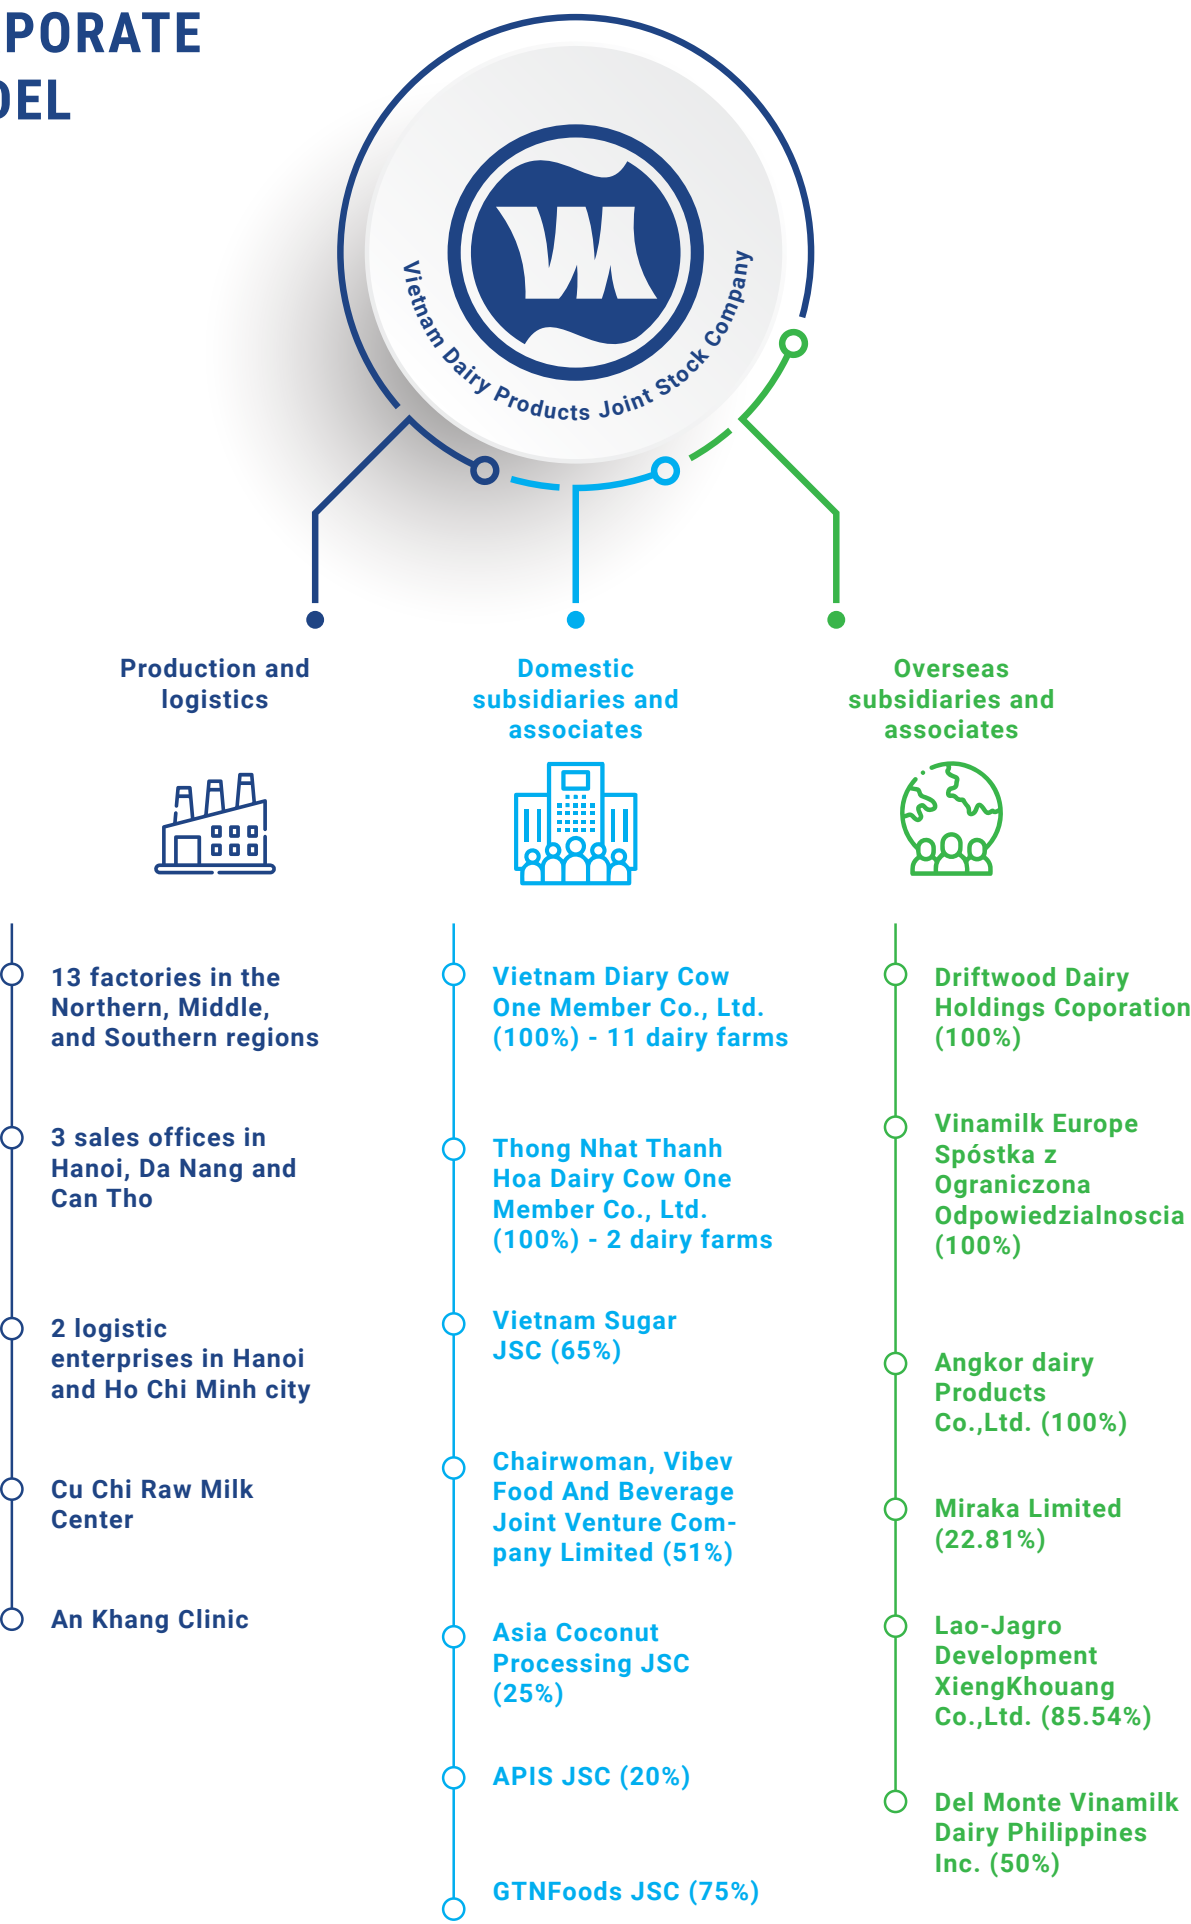 PORATE
DEL
Vietnam Dairy Products Joint Stock Company
Production and
logistics
13 factories in the
Northern, Middle,
and Southern regions
3 sales offices in
Hanoi, Da Nang and
Can Tho
2 logistic
enterprises in Hanoi
and Ho Chi Minh city
Cu Chi Raw Milk
Center
An Khang Clinic
Domestic
subsidiaries and
associates
Vietnam Diary Cow
One Member Co., Ltd.
(100%) - 11 dairy farms
Thong Nhat Thanh
Hoa Dairy Cow One
Member Co., Ltd.
(100%) - 2 dairy farms
Vietnam Sugar
JSC (65%)
Chairwoman, Vibev
Food And Beverage
Joint Venture Com-
pany Limited (51%)
Asia Coconut
Processing JSC
(25%)
APIS JSC (20%)
GTNFoods JSC (75%)
Overseas
subsidiaries and
associates
Driftwood Dairy
Holdings Coporation
(100%)
Vinamilk Europe
Spóstka z
Ograniczona
Odpowiedzialnoscia
(100%)
Angkor dairy
Products
Co.,Ltd. (100%)
Miraka Limited
(22.81%)
Lao-Jagro
Development
XiengKhouang
Co.,Ltd. (85.54%)
Del Monte Vinamilk
Dairy Philippines
Inc. (50%)